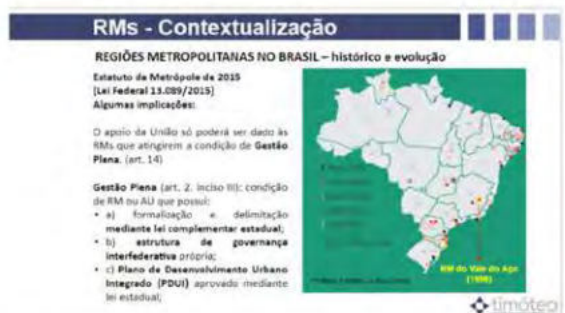 RMs - Contextualização
REGIÕES METROPOLITANAS NO BRASIL – histórico e evolução
Estatuto da Metrópole de 2015
[Lei Federal 13.089/2015]
Algumas implicações:
O apoio da União só poderá ser dado às
RMs que atingirem a condição de Gestão
Plena. (art. 14)
Gestão Plena (art. 2. inciso III): condição
de RM ou AU que possui:
• a) formalização e delimitação
mediante lei complementar estadual;
• b) estrutura de governança
interfederativa própria;
• c) Plano de Desenvolvimento Urbano
Integrado (PDUI) aprovado mediante
lei estadual;
RM do Vale do Aço
(1998)
timóteo